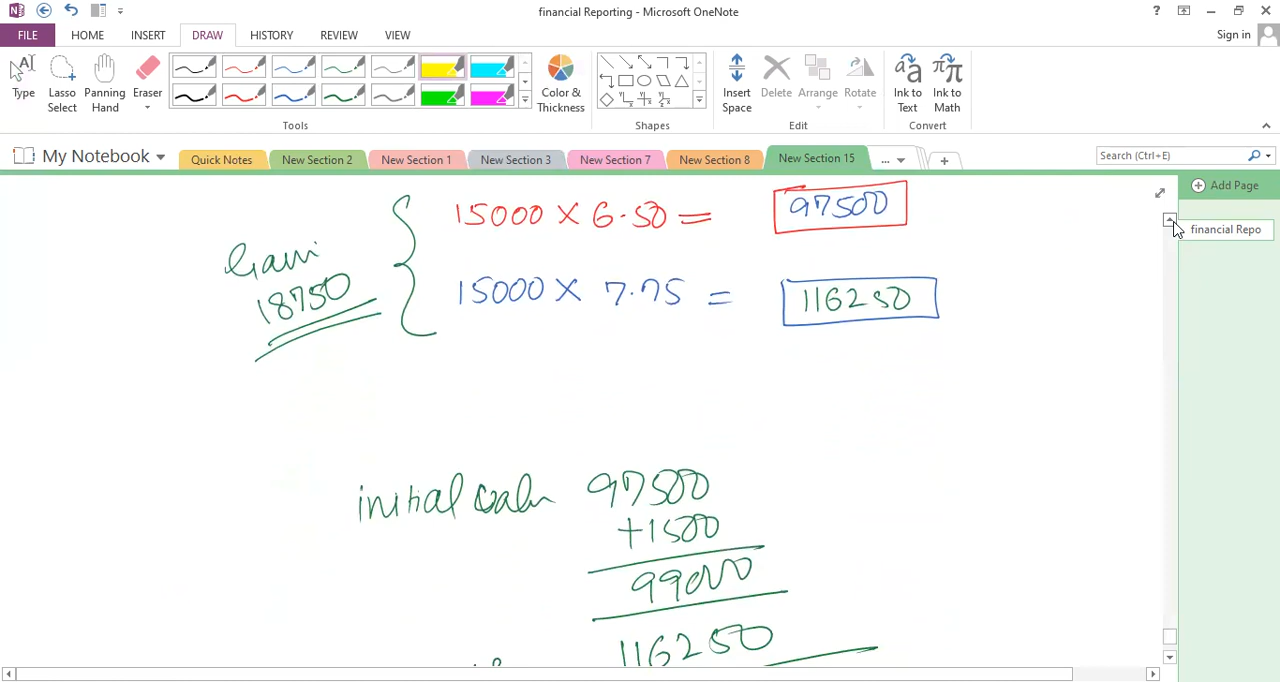 financial Reporting - Microsoft OneNote
?
Sign in
FILE HOME INSERT DRAW HISTORY REVIEW VIEW
Type
Lasso Select
Panning Hand
Eraser
Color & Thickness
Insert Space
Delete
Arrange
Rotate
Ink to Text
Ink to Math
Tools
Shapes
Edit
Convert
My Notebook
Quick Notes
New Section 2
New Section 1
New Section 3
New Section 7
New Section 8
New Section 15
...
Search (Ctrl+E)
Add Page
financial Repo
15000 X 6.50 = 97500
Gain
18750
15000 X 7.75 = 116250
initial value 97500
+1500
99000
116250